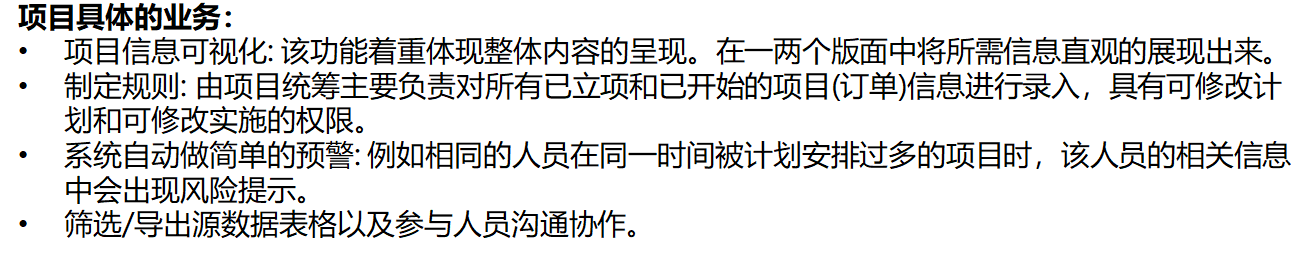 项目具体的业务：
• 项目信息可视化: 该功能着重体现整体内容的呈现。在一两个版面中将所需信息直观的展现出来。
• 制定规则: 由项目统筹主要负责对所有已立项和已开始的项目(订单)信息进行录入，具有可修改计
划和可修改实施的权限。
• 系统自动做简单的预警: 例如相同的人员在同一时间被计划安排过多的项目时，该人员的相关信息
中会出现风险提示。
• 筛选/导出源数据表格以及参与人员沟通协作。